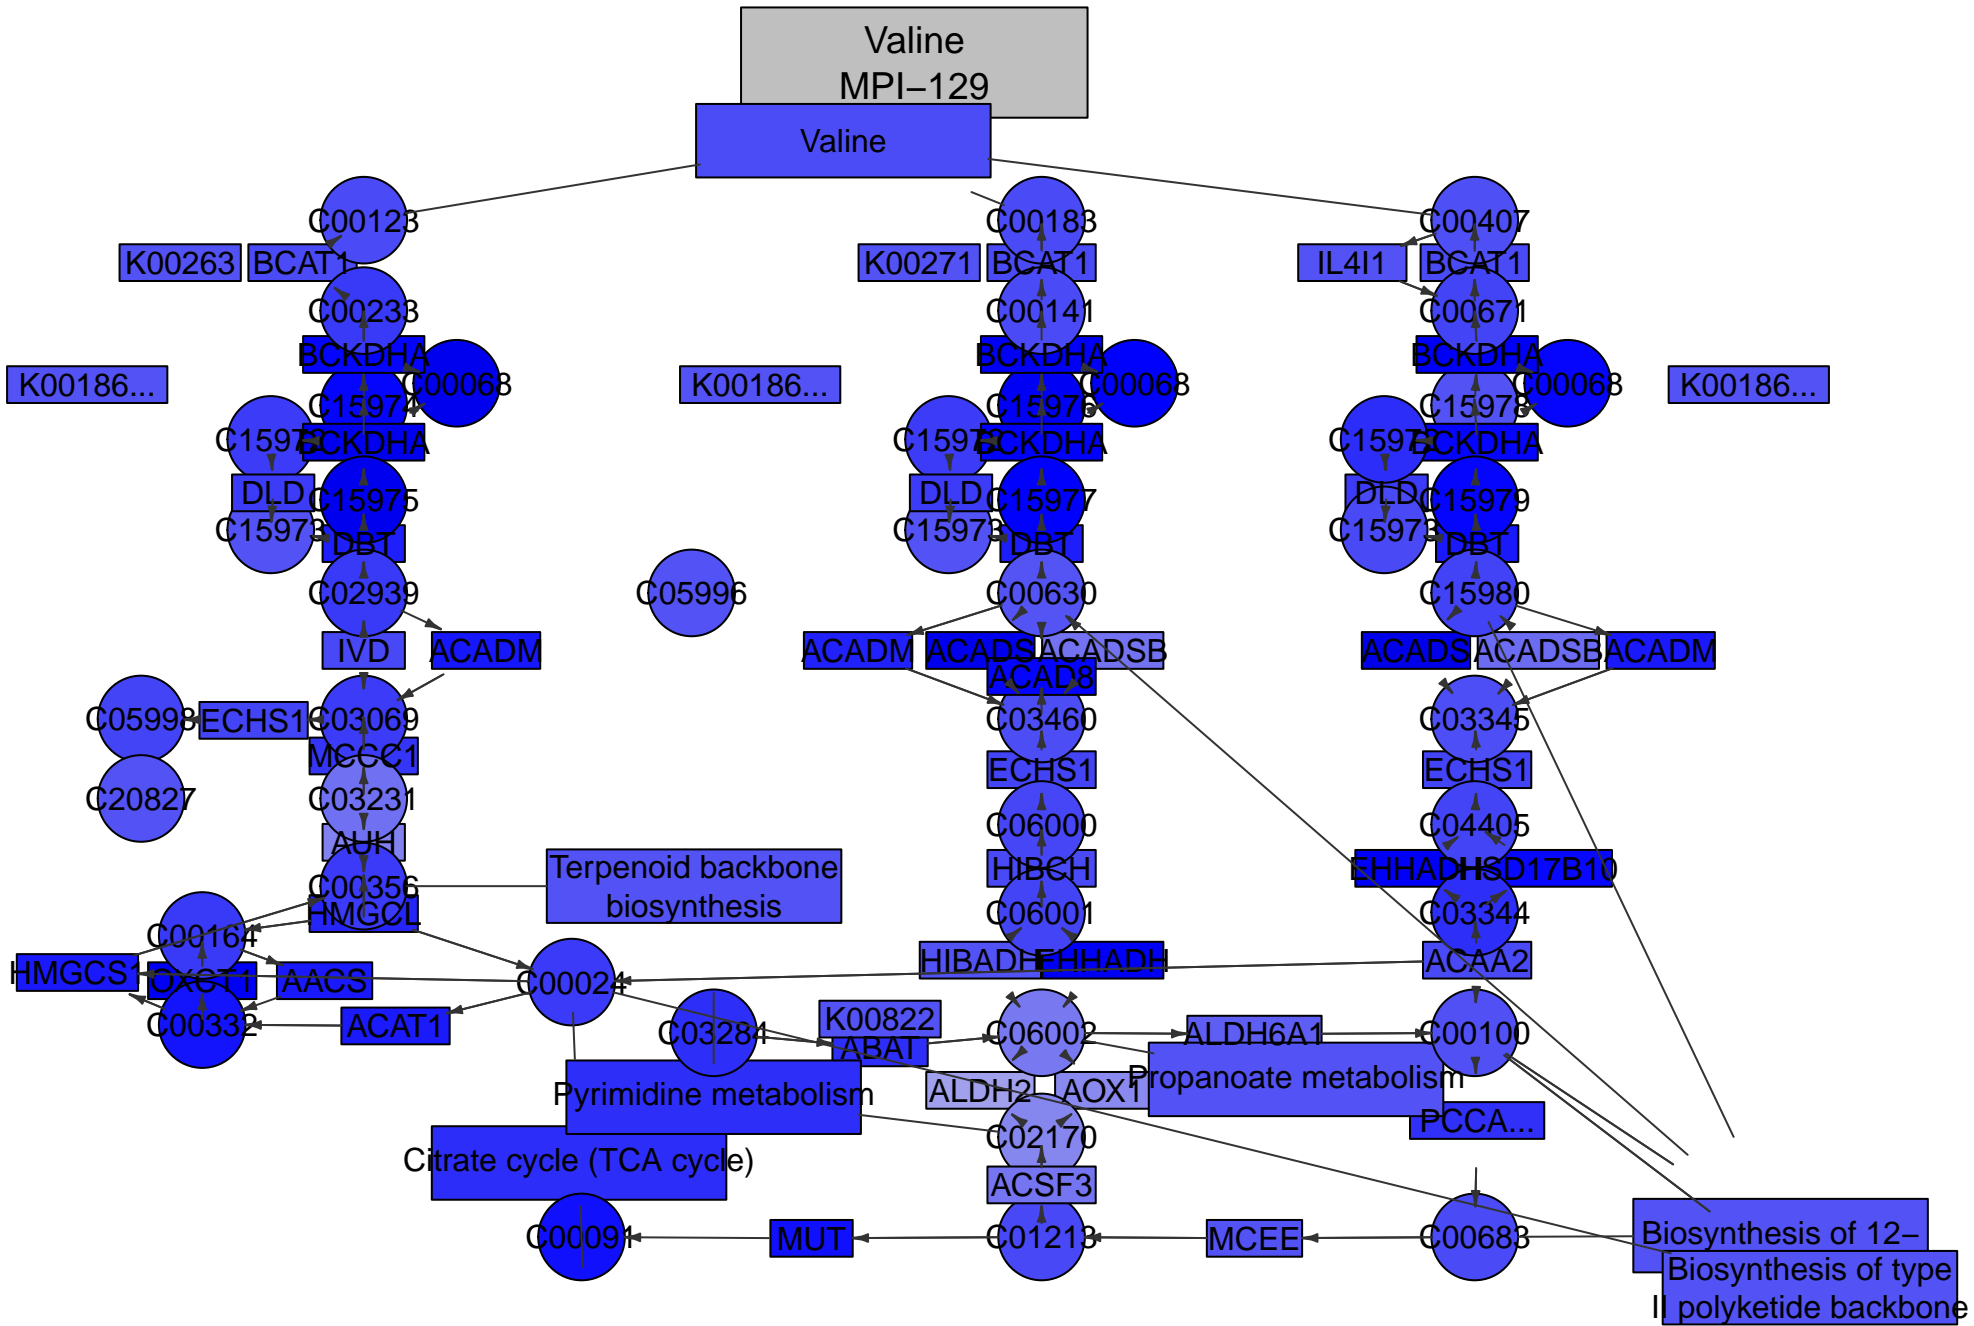 Valine
MPI−129
Valine
C00123
C00183
C00407
K00263
BCAT1
K00271
BCAT1
IL4I1
BCAT1
C00233
C00141
C00671
BCKDHA
BCKDHA
BCKDHA
K00186...
C00068
K00186...
C00068
C00068
K00186...
C15974
C15976
C15978
C15972
BCKDHA
C15972
BCKDHA
C15972
BCKDHA
DLD
C15975
DLD
C15977
DLD
C15979
C15973
DBT
C15973
DBT
C15973
DBT
C02939
C05996
C00630
C15980
IVD
ACADM
ACADM
ACADS
ACADSB
ACADS
ACADSB
ACADM
ACAD8
C05998
ECHS1
C03069
C03460
C03345
MCCC1
ECHS1
ECHS1
C20827
C03231
C06000
C04405
AUH
Terpenoid backbone
biosynthesis
HIBCH
EHHADH
HSD17B10
C00356
HMGCL
C06001
C03344
C00164
HIBADH
EHHADH
ACAA2
HMGCS1
OXCT1
AACS
C00024
C00332
ACAT1
C03284
K00822
ABAT
C06002
ALDH6A1
C00100
Pyrimidine metabolism
ALDH2
AOX1
Propanoate metabolism
PCCA...
C02170
Citrate cycle (TCA cycle)
ACSF3
C00091
MUT
C01213
MCEE
C00683
Biosynthesis of 12−
Biosynthesis of type
II polyketide backbone